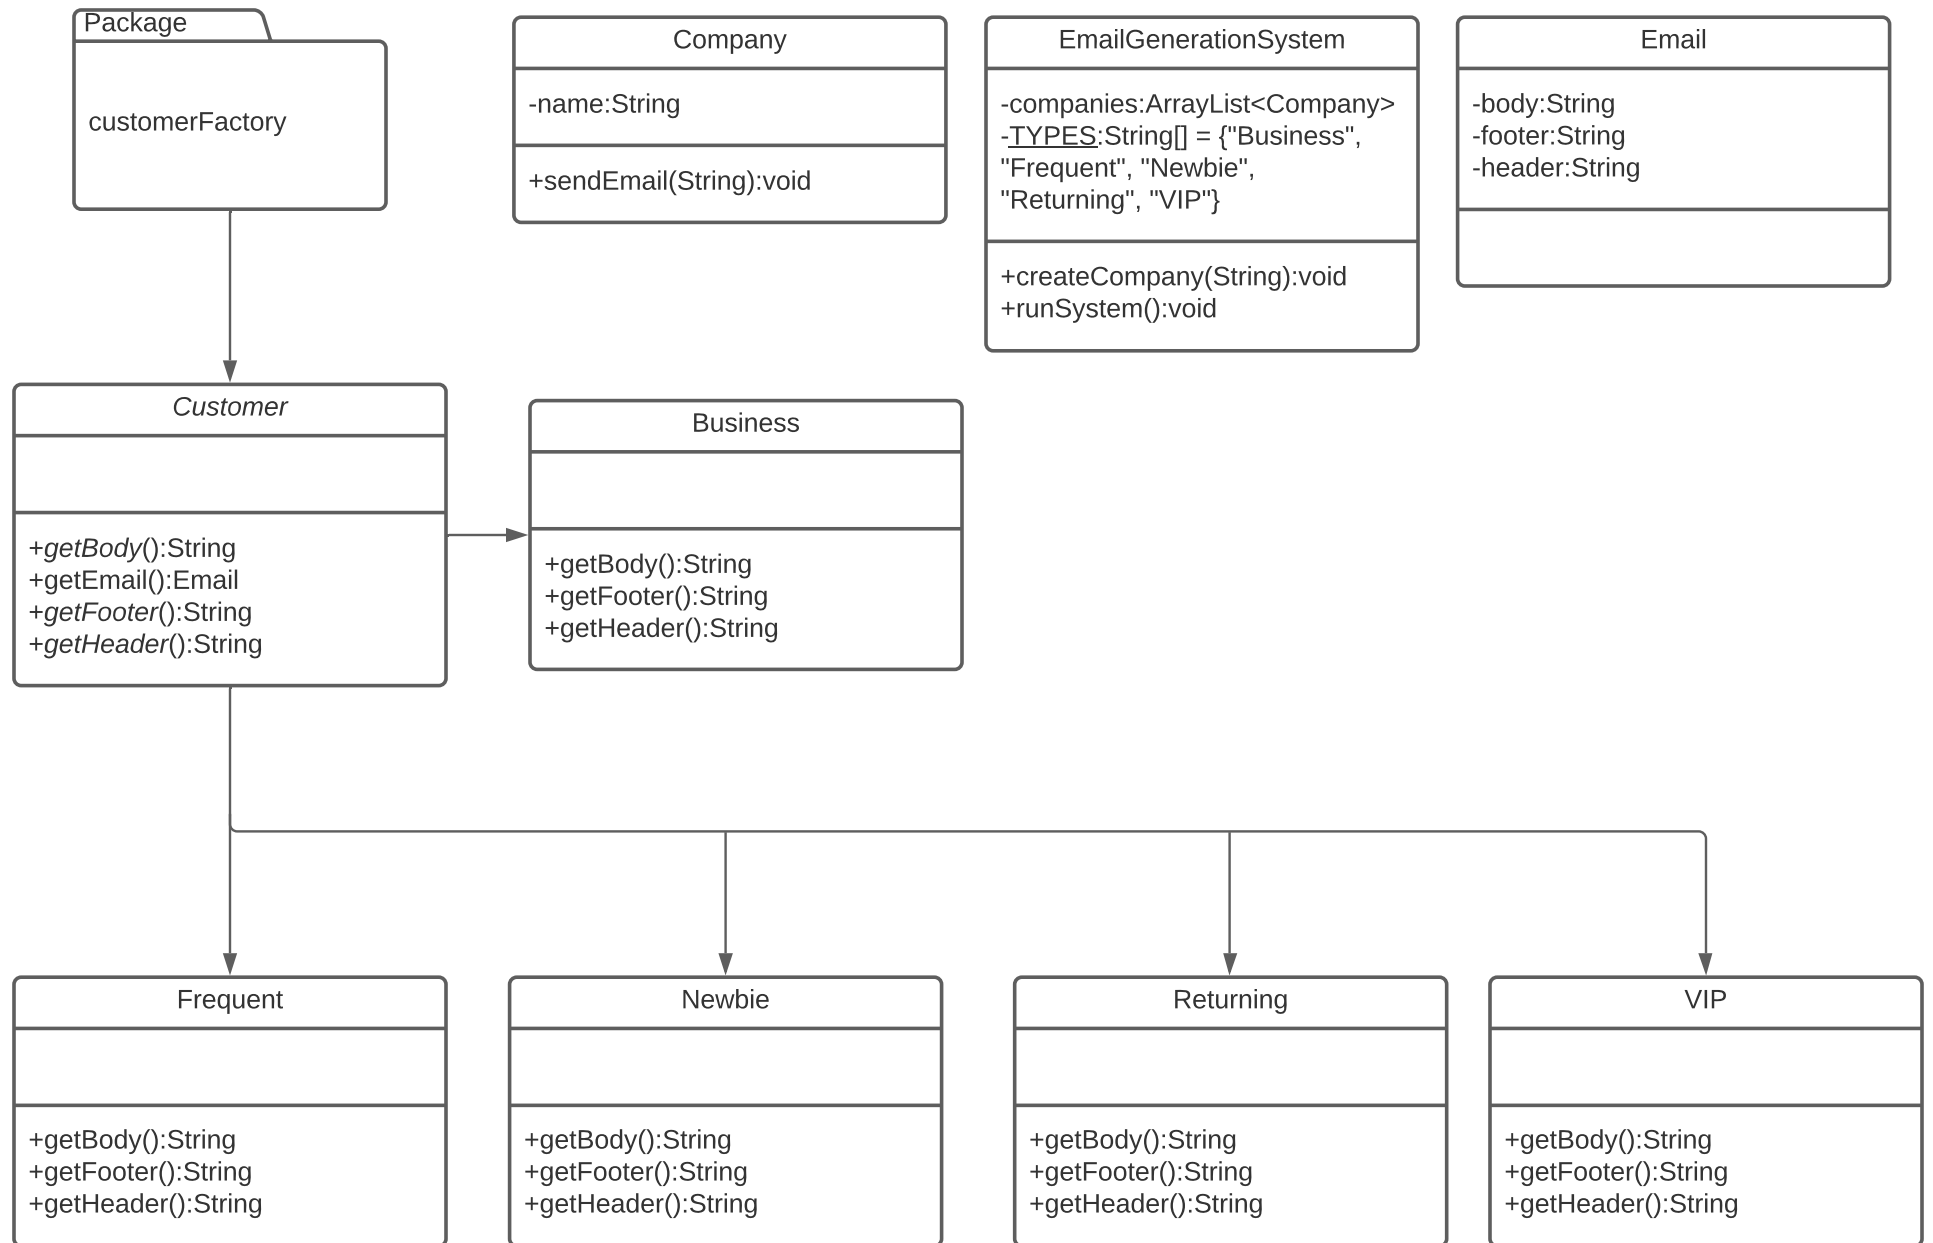 Package
customerFactory
Company
-name:String
+sendEmail(String):void
EmailGenerationSystem
-companies:ArrayList<Company>
-TYPES:String[] = {"Business",
"Frequent", "Newbie",
"Returning", "VIP"}
+createCompany(String):void
+runSystem():void
Email
-body:String
-footer:String
-header:String
Customer
+getBody():String
+getEmail():Email
+getFooter():String
+getHeader():String
Business
+getBody():String
+getFooter():String
+getHeader():String
Frequent
+getBody():String
+getFooter():String
+getHeader():String
Newbie
+getBody():String
+getFooter():String
+getHeader():String
Returning
+getBody():String
+getFooter():String
+getHeader():String
VIP
+getBody():String
+getFooter():String
+getHeader():String